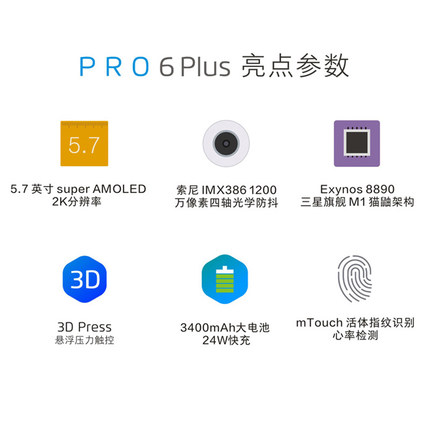 PRO 6 Plus 亮点参数
5.7
5.7 英寸 super AMOLED
2K分辨率
索尼 IMX386 1200
万像素四轴光学防抖
Exynos 8890
三星旗舰 M1 猫鼬架构
3D
3D Press
悬浮压力触控
3400mAh大电池
24W快充
mTouch 活体指纹识别
心率检测